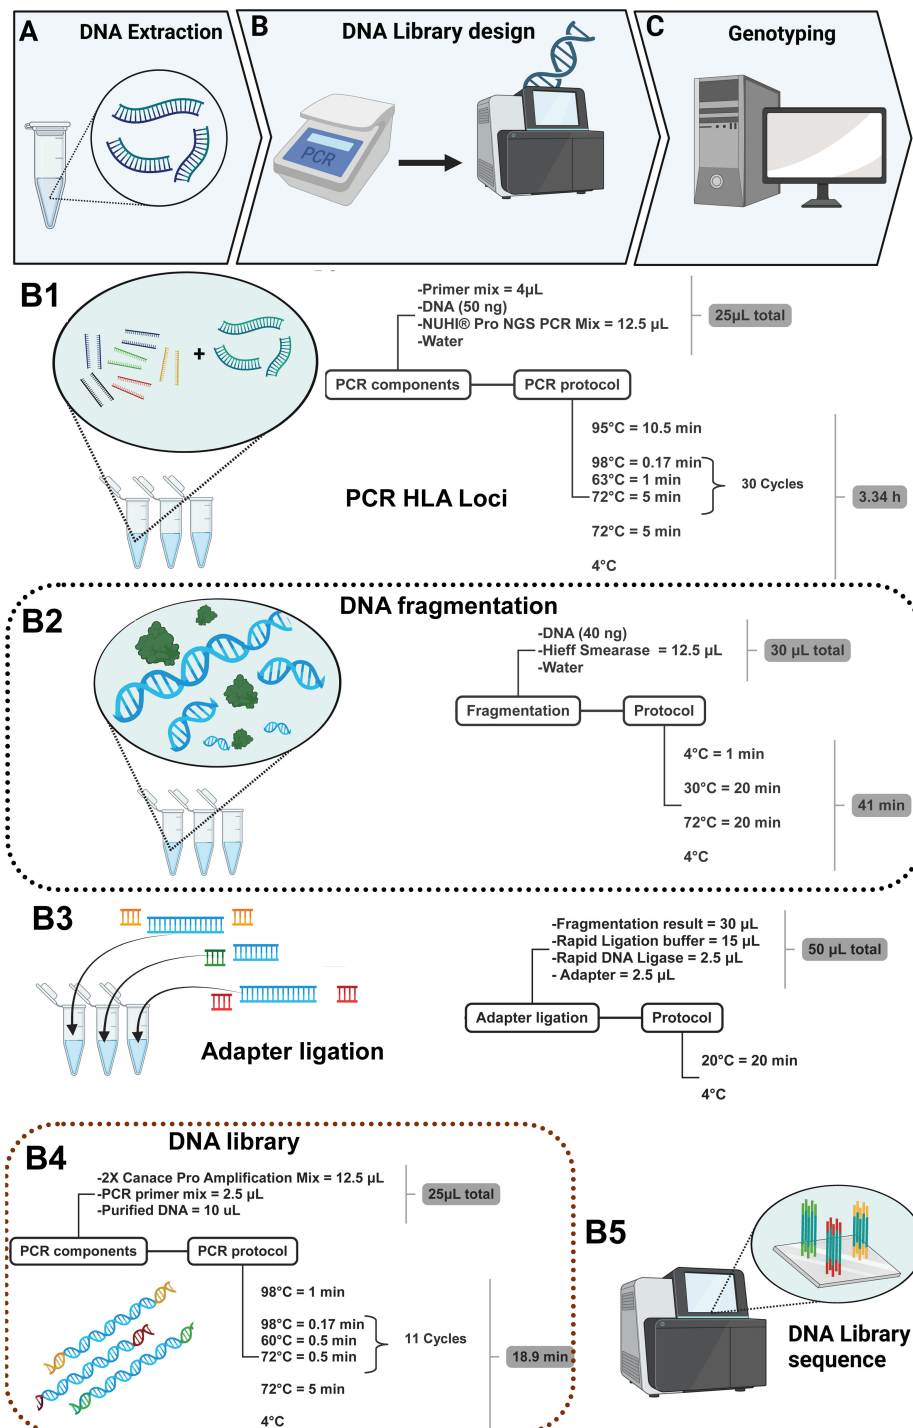 A
DNA Extraction
B
DNA Library design
C
Genotyping
PCR
B1
-Primer mix = 4µL
-DNA (50 ng)
-NUHI® Pro NGS PCR Mix = 12.5 µL
-Water
25µL total
PCR components
PCR protocol
95°C = 10.5 min
98°C = 0.17 min
63°C = 1 min
72°C = 5 min
30 Cycles
72°C = 5 min
4°C
3.34 h
PCR HLA Loci
B2
DNA fragmentation
-DNA (40 ng)
-Hieff Smearase = 12.5 µL
-Water
30 µL total
Fragmentation
Protocol
4°C = 1 min
30°C = 20 min
72°C = 20 min
4°C
41 min
B3
-Fragmentation result = 30 µL
-Rapid Ligation buffer = 15 µL
-Rapid DNA Ligase = 2.5 µL
- Adapter = 2.5 µL
50 µL total
Adapter ligation
Protocol
20°C = 20 min
4°C
Adapter ligation
B4
DNA library
-2X Canace Pro Amplification Mix = 12.5 µL
-PCR primer mix = 2.5 µL
-Purified DNA = 10 uL
25µL total
PCR components
PCR protocol
98°C = 1 min
98°C = 0.17 min
60°C = 0.5 min
72°C = 0.5 min
11 Cycles
72°C = 5 min
4°C
18.9 min
B5
DNA Library
sequence